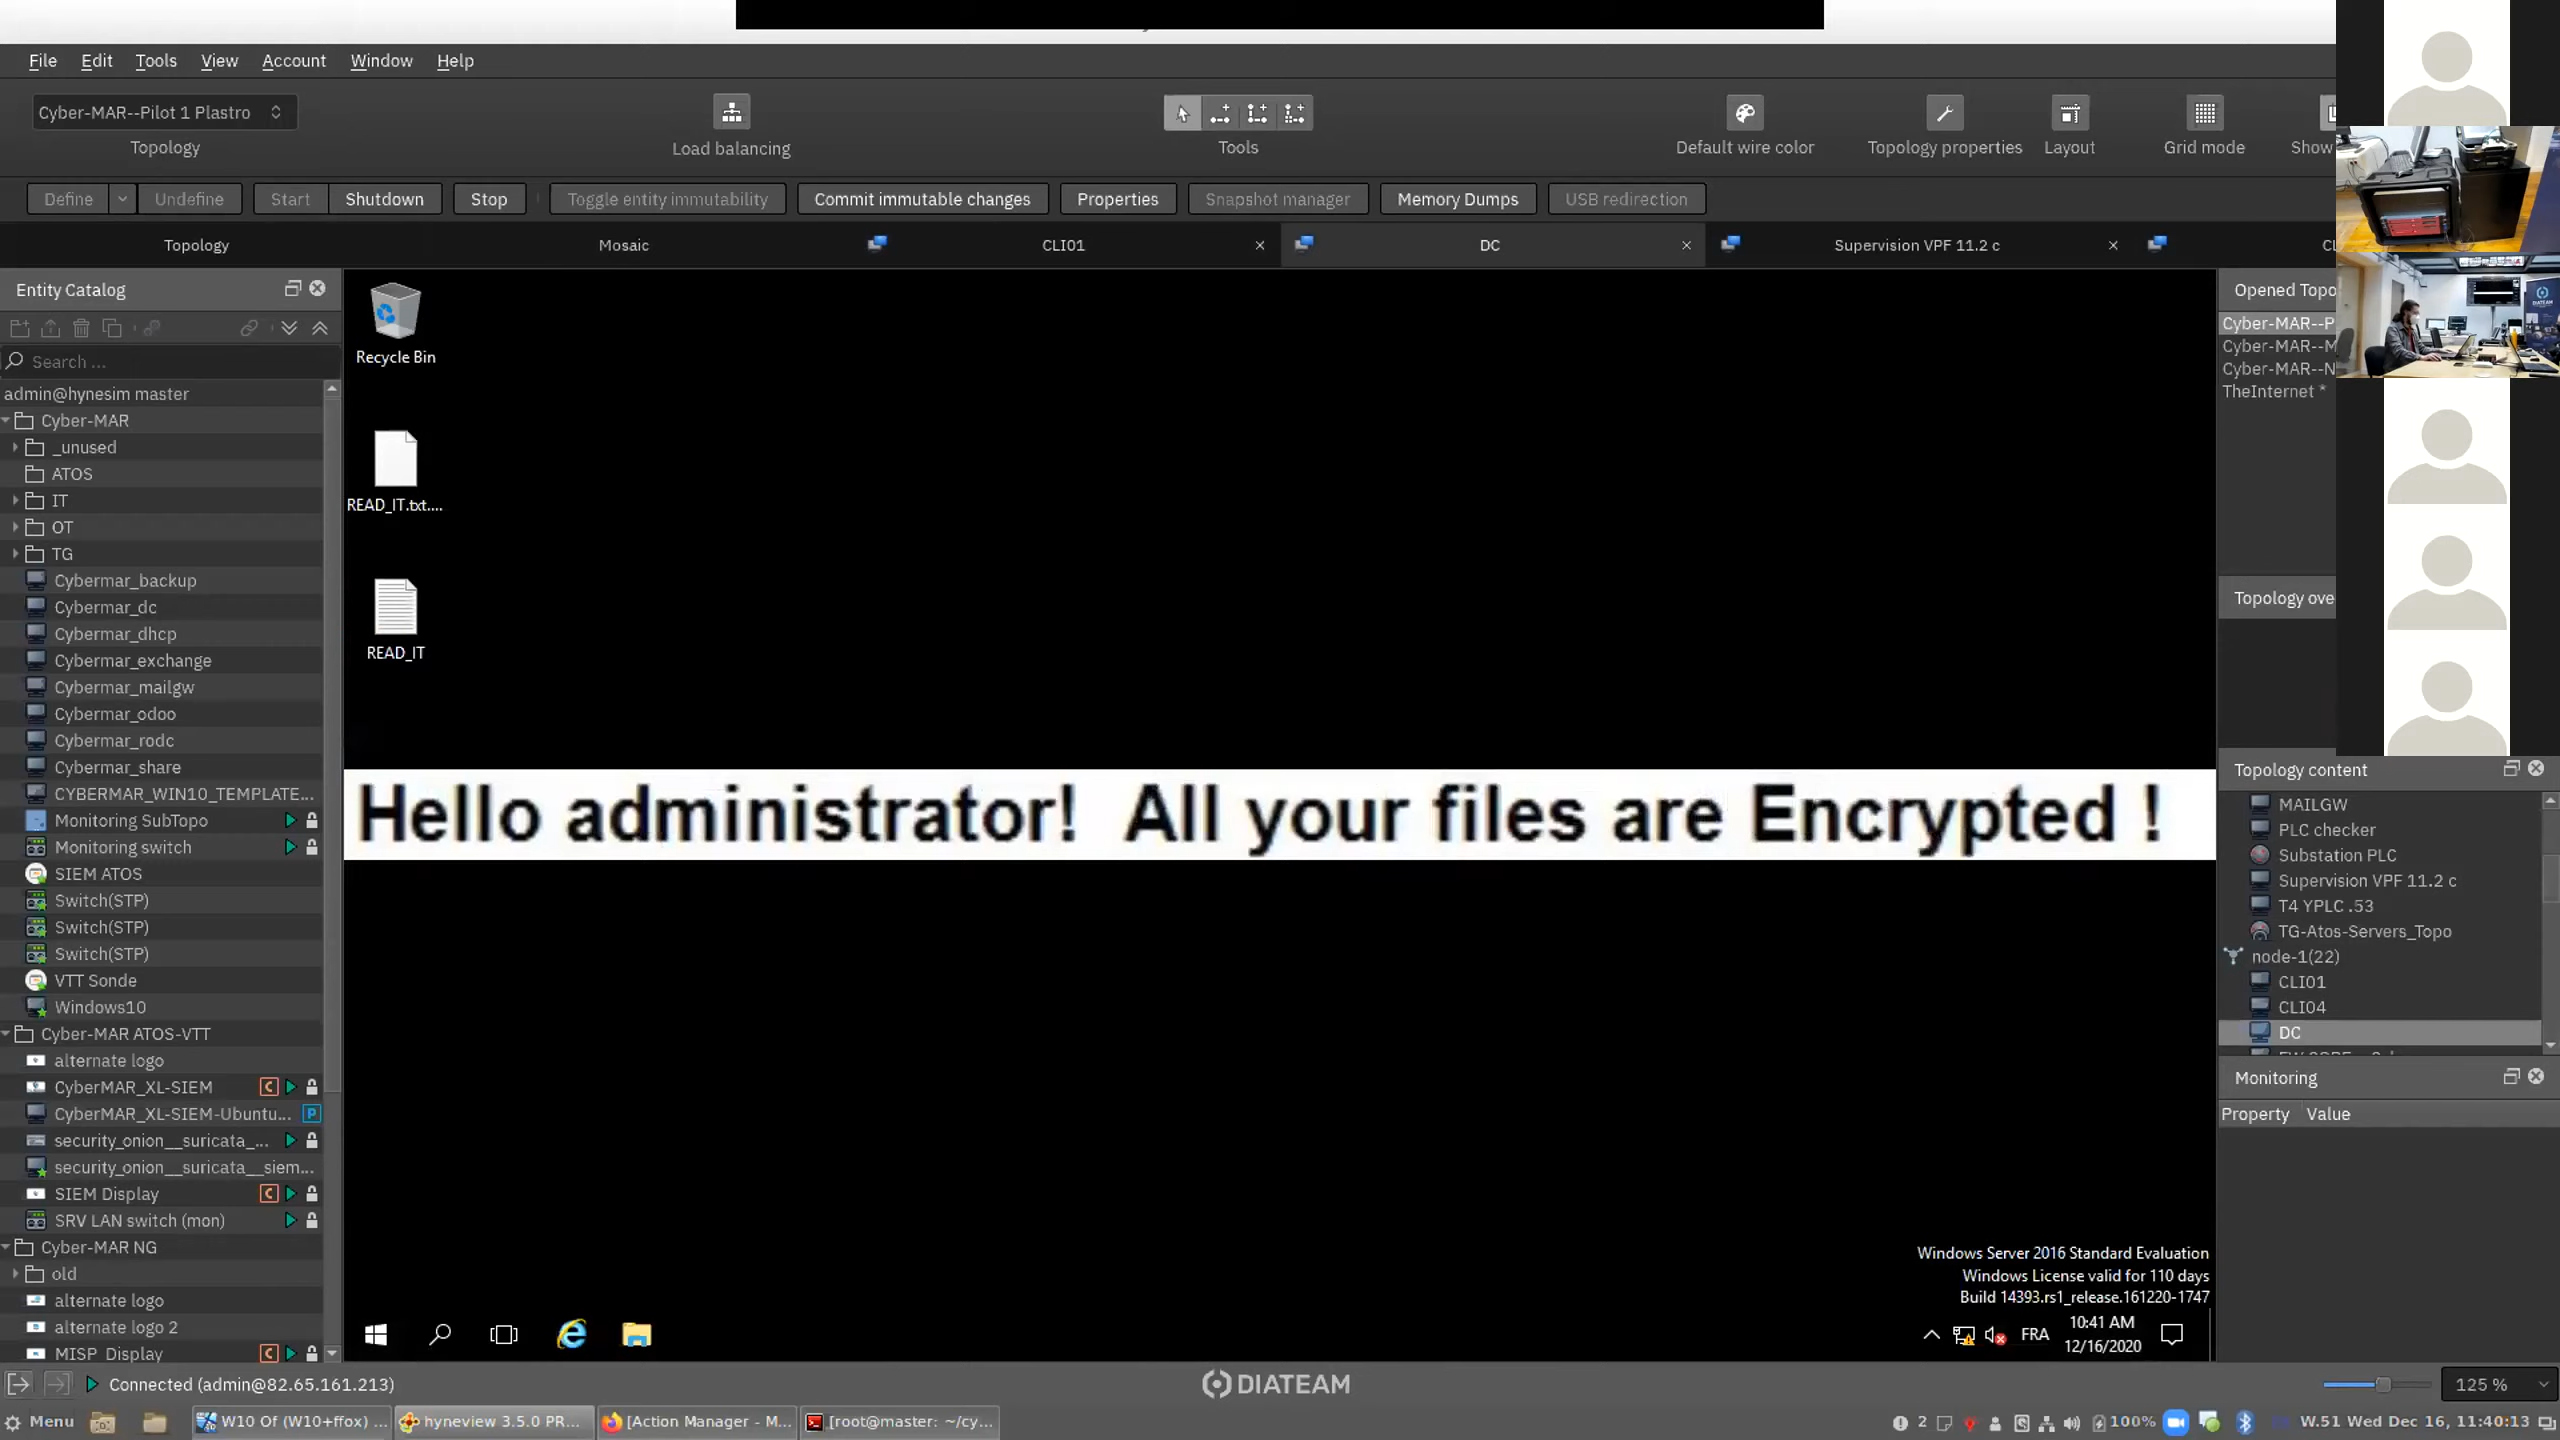 File Edit Tools View Account Window Help
Cyber-MAR--Pilot 1 Plastro
Topology
Load balancing
Tools
Default wire color
Topology properties
Layout
Grid mode
Show
Define Undefine Start Shutdown Stop Toggle entity immutability Commit immutable changes Properties Snapshot manager Memory Dumps USB redirection
Topology Mosaic CLI01 DC Supervision VPF 11.2 c
Entity Catalog
Search ...
admin@hynesim master
Cyber-MAR
_unused
ATOS
IT
OT
TG
Cybermar_backup
Cybermar_dc
Cybermar_dhcp
Cybermar_exchange
Cybermar_mailgw
Cybermar_odoo
Cybermar_rodc
Cybermar_share
CYBERMAR_WIN10_TEMPLATE...
Monitoring SubTopo
Monitoring switch
SIEM ATOS
Switch(STP)
Switch(STP)
Switch(STP)
VTT Sonde
Windows10
Cyber-MAR ATOS-VTT
alternate logo
CyberMAR_XL-SIEM C
CyberMAR_XL-SIEM-Ubuntu... P
security_onion__suricata_...
security_onion__suricata__siem...
SIEM Display C
SRV LAN switch (mon)
Cyber-MAR NG
old
alternate logo
alternate logo 2
MISP Display C
Recycle Bin
READ_IT.txt....
READ_IT
Hello administrator! All your files are Encrypted !
Windows Server 2016 Standard Evaluation
Windows License valid for 110 days
Build 14393.rs1_release.161220-1747
FRA
10:41 AM
12/16/2020
Opened Topo
Cyber-MAR--P
Cyber-MAR--M
Cyber-MAR--N
TheInternet *
Topology ove
Topology content
MAILGW
PLC checker
Substation PLC
Supervision VPF 11.2 c
T4 YPLC .53
TG-Atos-Servers_Topo
node-1(22)
CLI01
CLI04
DC
Monitoring
Property Value
Connected (admin@82.65.161.213)
DIATEAM
125 %
Menu
W10 Of (W10+ffox) ...
hyneview 3.5.0 PR...
[Action Manager - M...
[root@master: ~/cy...
2
100%
W.51 Wed Dec 16, 11:40:13